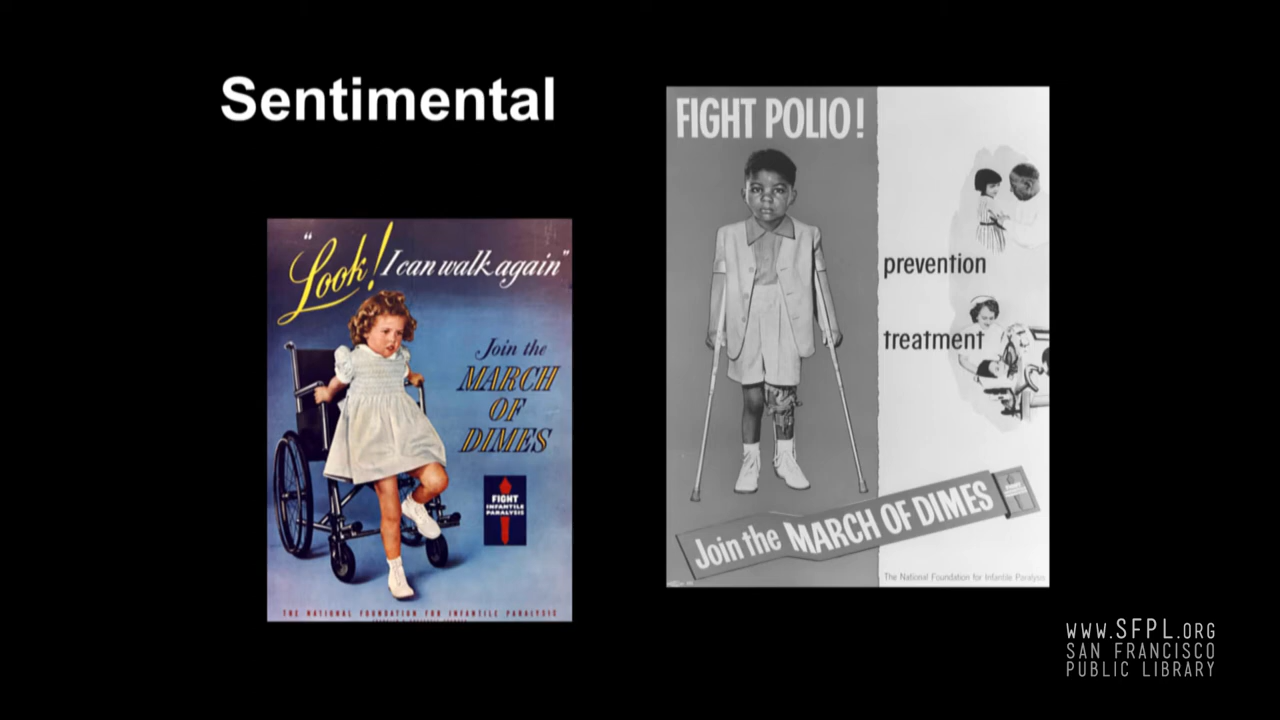 Sentimental
"Look! I can walk again"
Join the
MARCH
OF
DIMES
FIGHT
INFANTILE
PARALYSIS
THE NATIONAL FOUNDATION FOR INFANTILE PARALYSIS
FIGHT POLIO!
prevention
treatment
Join the MARCH OF DIMES
The National Foundation for Infantile Paralysis
WWW.SFPL.ORG
SAN FRANCISCO
PUBLIC LIBRARY